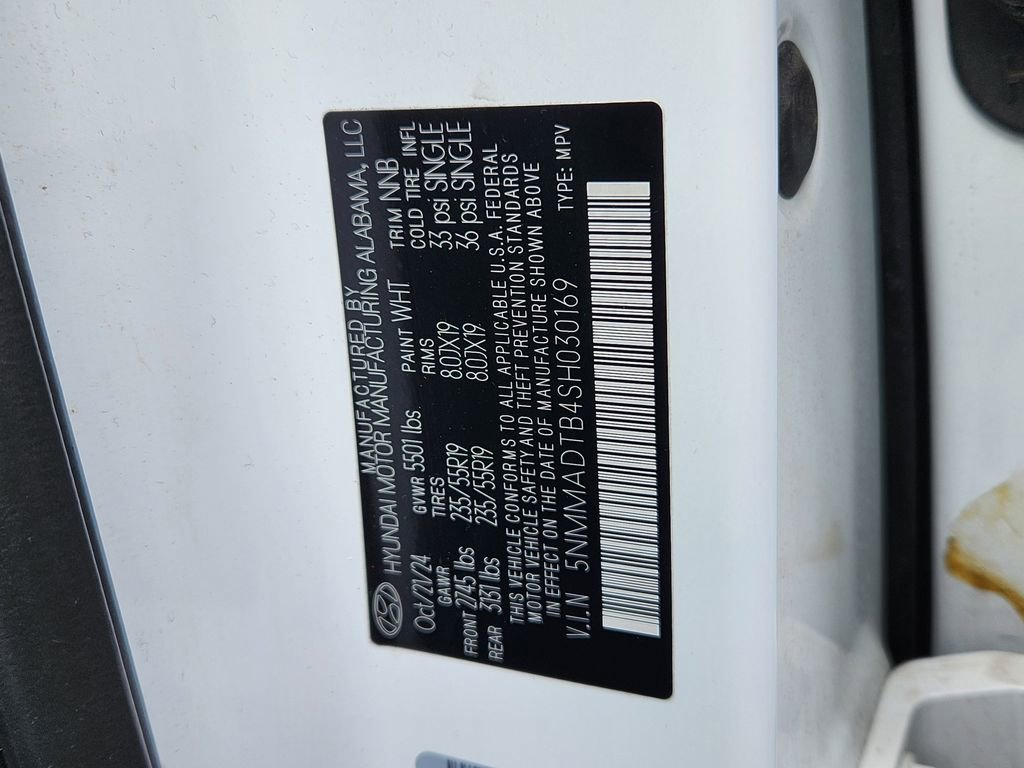 MANUFACTURED BY
HYUNDAI MOTOR MANUFACTURING ALABAMA, LLC
Oct/21/24 GVWR 5501 lbs PAINT WHT TRIM NNB
GAWR TIRES RIMS COLD TIRE INFL
FRONT 2745 lbs 235/55R19 8.0JX19 33 psi SINGLE
REAR 3131 lbs 235/55R19 8.0JX19 36 psi SINGLE
THIS VEHICLE CONFORMS TO ALL APPLICABLE U.S.A. FEDERAL
MOTOR VEHICLE SAFETY AND THEFT PREVENTION STANDARDS
IN EFFECT ON THE DATE OF MANUFACTURE SHOWN ABOVE
V.I.N 5NMMADTB4SH030169 TYPE: MPV